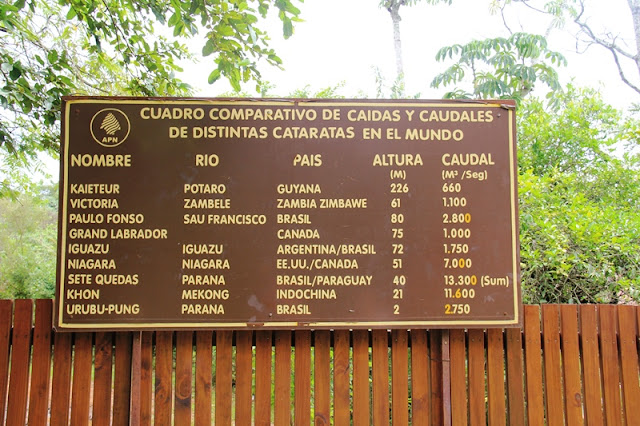 CUADRO COMPARATIVO DE CAIDAS Y CAUDALES
DE DISTINTAS CATARATAS EN EL MUNDO
APN
NOMBRE RIO PAIS ALTURA CAUDAL
(M) (M³/Seg)
KAIETEUR POTARO GUYANA 226 660
VICTORIA ZAMBELE ZAMBIA ZIMBABWE 61 1.100
PAULO FONSO SAU FRANCISCO BRASIL 80 2.800
GRAND LABRADOR CANADA 75 1.000
IGUAZU IGUAZU ARGENTINA/BRASIL 72 1.750
NIAGARA NIAGARA EE.UU./CANADA 51 7.000
SETE QUEDAS PARANA BRASIL/PARAGUAY 40 13.300 (Sum)
KHON MEKONG INDOCHINA 21 11.600
URUBU-PUNG PARANA BRASIL 2 2.750